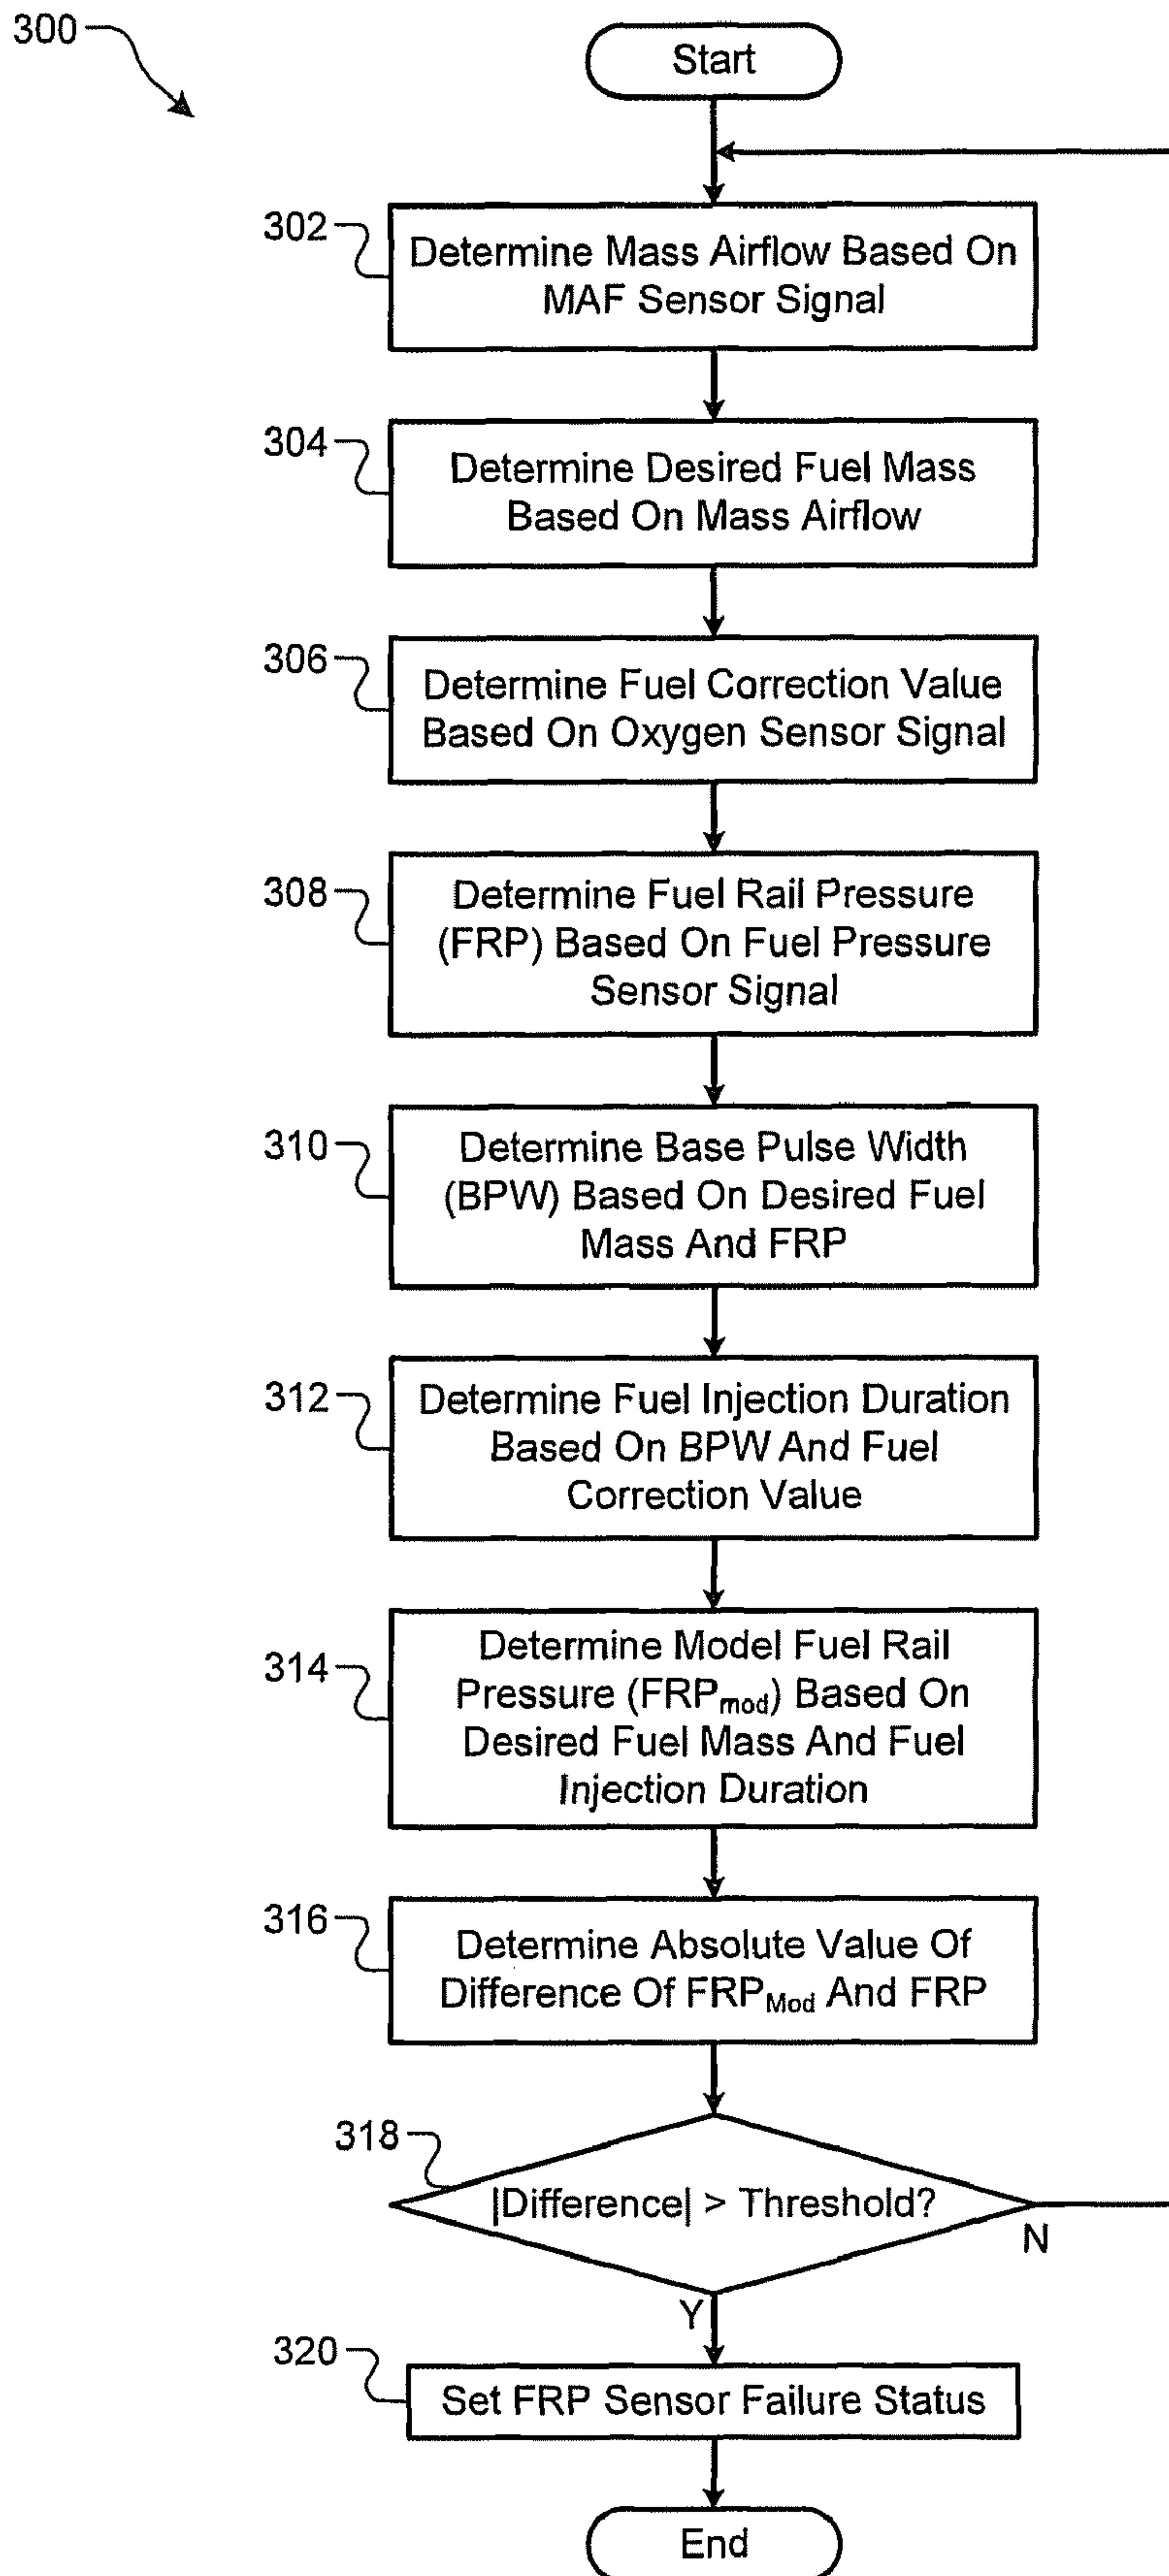 300
Start
302
Determine Mass Airflow Based On
MAF Sensor Signal
304
Determine Desired Fuel Mass
Based On Mass Airflow
306
Determine Fuel Correction Value
Based On Oxygen Sensor Signal
308
Determine Fuel Rail Pressure
(FRP) Based On Fuel Pressure
Sensor Signal
310
Determine Base Pulse Width
(BPW) Based On Desired Fuel
Mass And FRP
312
Determine Fuel Injection Duration
Based On BPW And Fuel
Correction Value
314
Determine Model Fuel Rail
Pressure (FRPmod) Based On
Desired Fuel Mass And Fuel
Injection Duration
316
Determine Absolute Value Of
Difference Of FRPMod And FRP
318
|Difference| > Threshold?
N
Y
320
Set FRP Sensor Failure Status
End